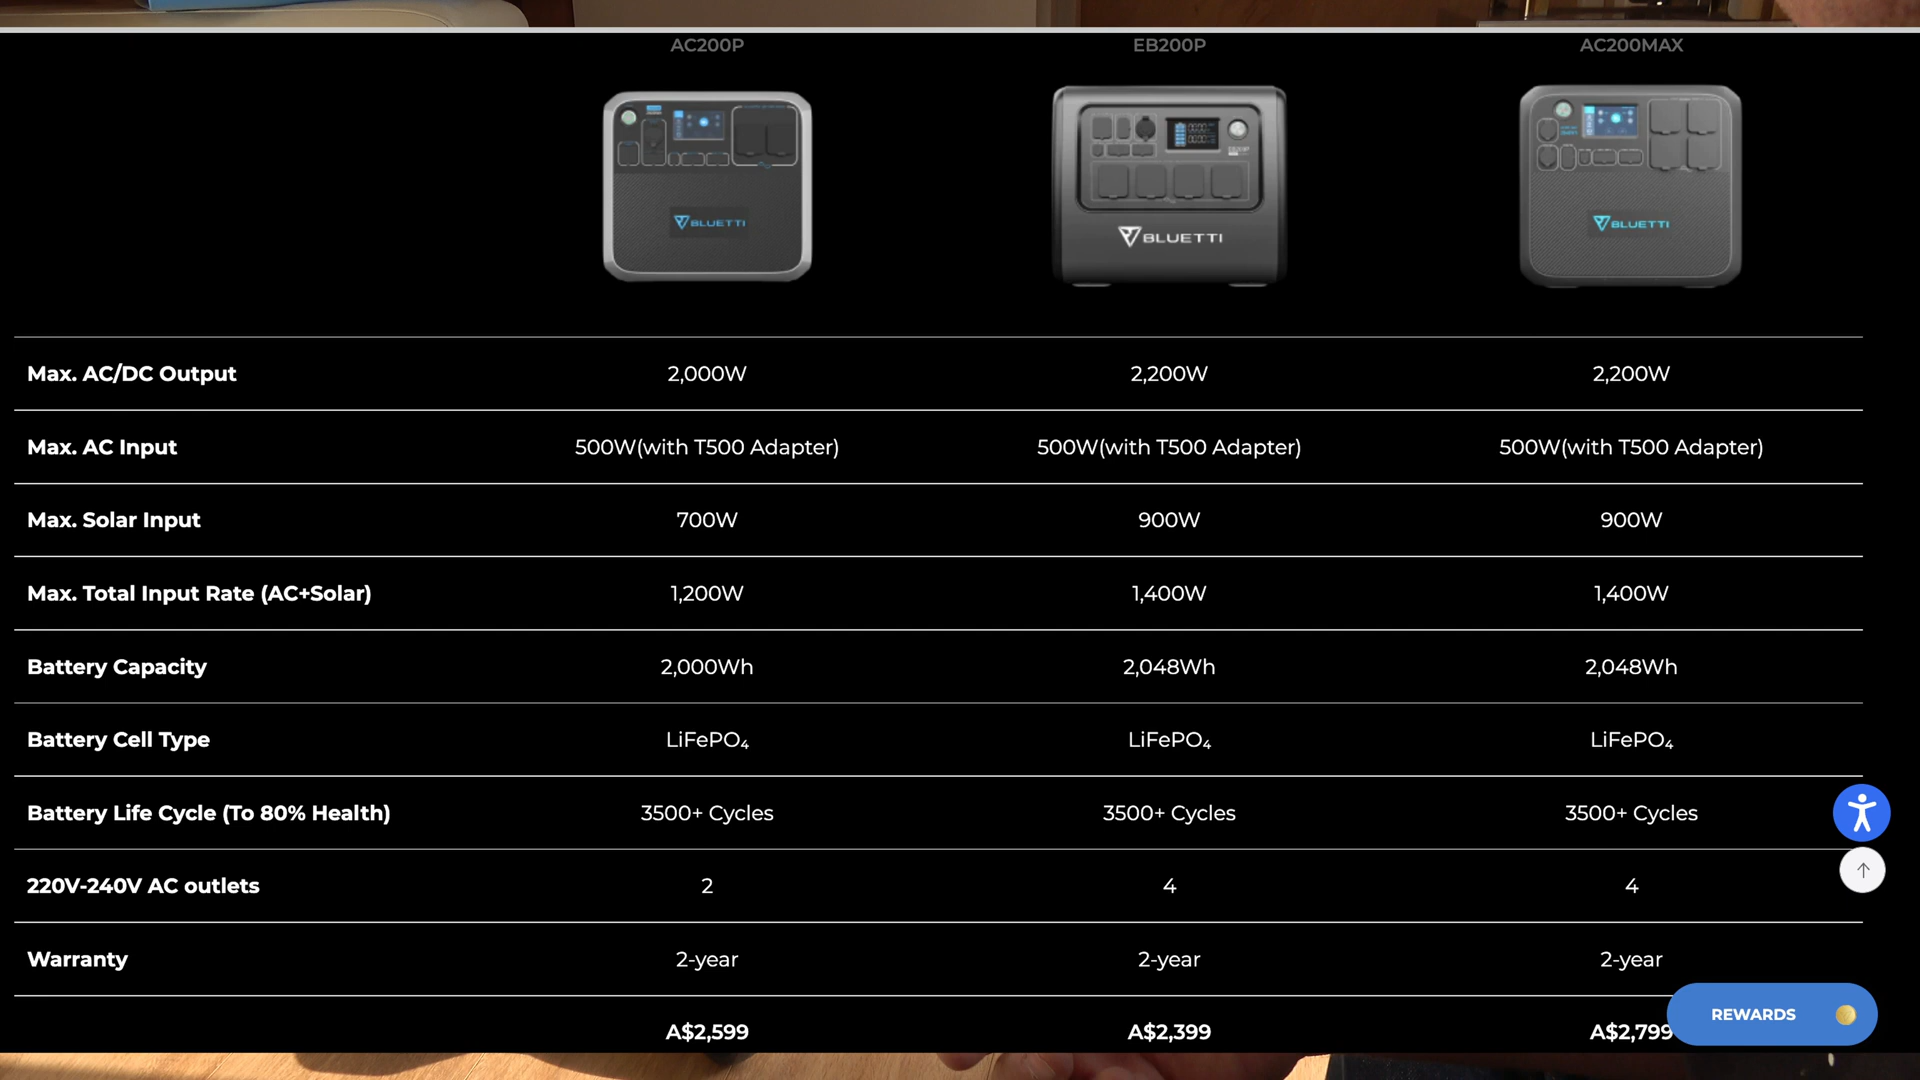 AC200P EB200P AC200MAX
BLUETTI BLUETTI BLUETTI
Max. AC/DC Output 2,000W 2,200W 2,200W
Max. AC Input 500W(with T500 Adapter) 500W(with T500 Adapter) 500W(with T500 Adapter)
Max. Solar Input 700W 900W 900W
Max. Total Input Rate (AC+Solar) 1,200W 1,400W 1,400W
Battery Capacity 2,000Wh 2,048Wh 2,048Wh
Battery Cell Type LiFePO₄ LiFePO₄ LiFePO₄
Battery Life Cycle (To 80% Health) 3500+ Cycles 3500+ Cycles 3500+ Cycles
220V-240V AC outlets 2 4 4
Warranty 2-year 2-year 2-year
A$2,599 A$2,399 A$2,799
REWARDS